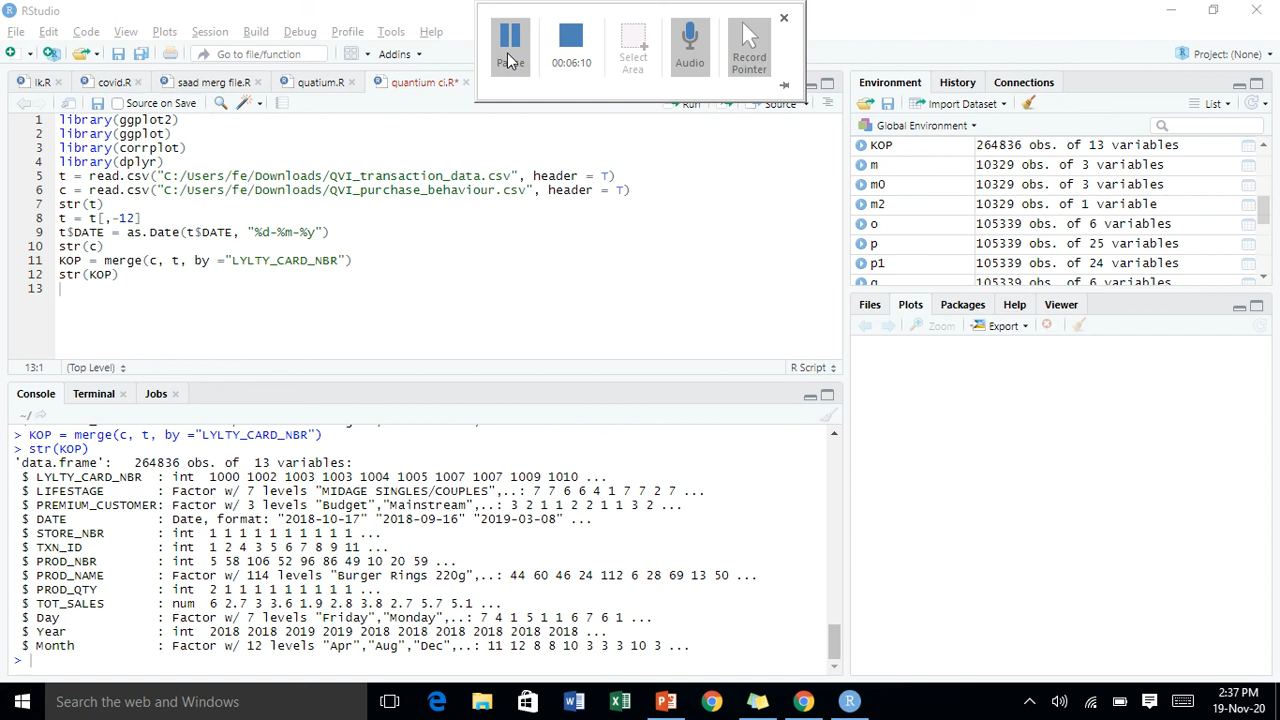 RStudio
File Edit Code View Plots Session Build Debug Profile Tools Help
Go to file/function Addins Project: (None)
Pause 00:06:10 Select Area Audio Record Pointer
lk.R covid.R saad merg file.R quatium.R quantium ci.R*
Source on Save Run Source
1 library(ggplot2)
2 library(ggplot)
3 library(corrplot)
4 library(dplyr)
5 t = read.csv("C:/Users/fe/Downloads/QVI_transaction_data.csv", header = T)
6 c = read.csv("C:/Users/fe/Downloads/QVI_purchase_behaviour.csv", header = T)
7 str(t)
8 t = t[,-12]
9 t$DATE = as.Date(t$DATE, "%d-%m-%y")
10 str(c)
11 KOP = merge(c, t, by ="LYLTY_CARD_NBR")
12 str(KOP)
13
13:1 (Top Level) R Script
Console Terminal Jobs
~/
> KOP = merge(c, t, by ="LYLTY_CARD_NBR")
> str(KOP)
'data.frame': 264836 obs. of 13 variables:
$ LYLTY_CARD_NBR : int 1000 1002 1003 1003 1004 1005 1007 1007 1009 1010 ...
$ LIFESTAGE : Factor w/ 7 levels "MIDAGE SINGLES/COUPLES",..: 7 7 6 6 4 1 7 7 2 7 ...
$ PREMIUM_CUSTOMER: Factor w/ 3 levels "Budget","Mainstream",..: 3 2 1 1 2 2 1 1 3 2 ...
$ DATE : Date, format: "2018-10-17" "2018-09-16" "2019-03-08" ...
$ STORE_NBR : int 1 1 1 1 1 1 1 1 1 1 ...
$ TXN_ID : int 1 2 4 3 5 6 7 8 9 11 ...
$ PROD_NBR : int 5 58 106 52 96 86 49 10 20 59 ...
$ PROD_NAME : Factor w/ 114 levels "Burger Rings 220g",..: 44 60 46 24 112 6 28 69 13 50 ...
$ PROD_QTY : int 2 1 1 1 1 1 1 1 1 1 ...
$ TOT_SALES : num 6 2.7 3 3.6 1.9 2.8 3.8 2.7 5.7 5.1 ...
$ Day : Factor w/ 7 levels "Friday","Monday",..: 7 4 1 5 1 1 6 7 6 1 ...
$ Year : int 2018 2018 2019 2019 2018 2018 2018 2018 2018 2018 ...
$ Month : Factor w/ 12 levels "Apr","Aug","Dec",..: 11 12 8 8 10 3 3 3 10 3 ...
>
Environment History Connections
Import Dataset List
Global Environment
KOP 264836 obs. of 13 variables
m 10329 obs. of 3 variables
m0 10329 obs. of 3 variables
m2 10329 obs. of 1 variable
o 105339 obs. of 6 variables
p 105339 obs. of 25 variables
p1 105339 obs. of 24 variables
q 105339 obs. of 6 variables
Files Plots Packages Help Viewer
Zoom Export
Search the web and Windows
2:37 PM
19-Nov-20